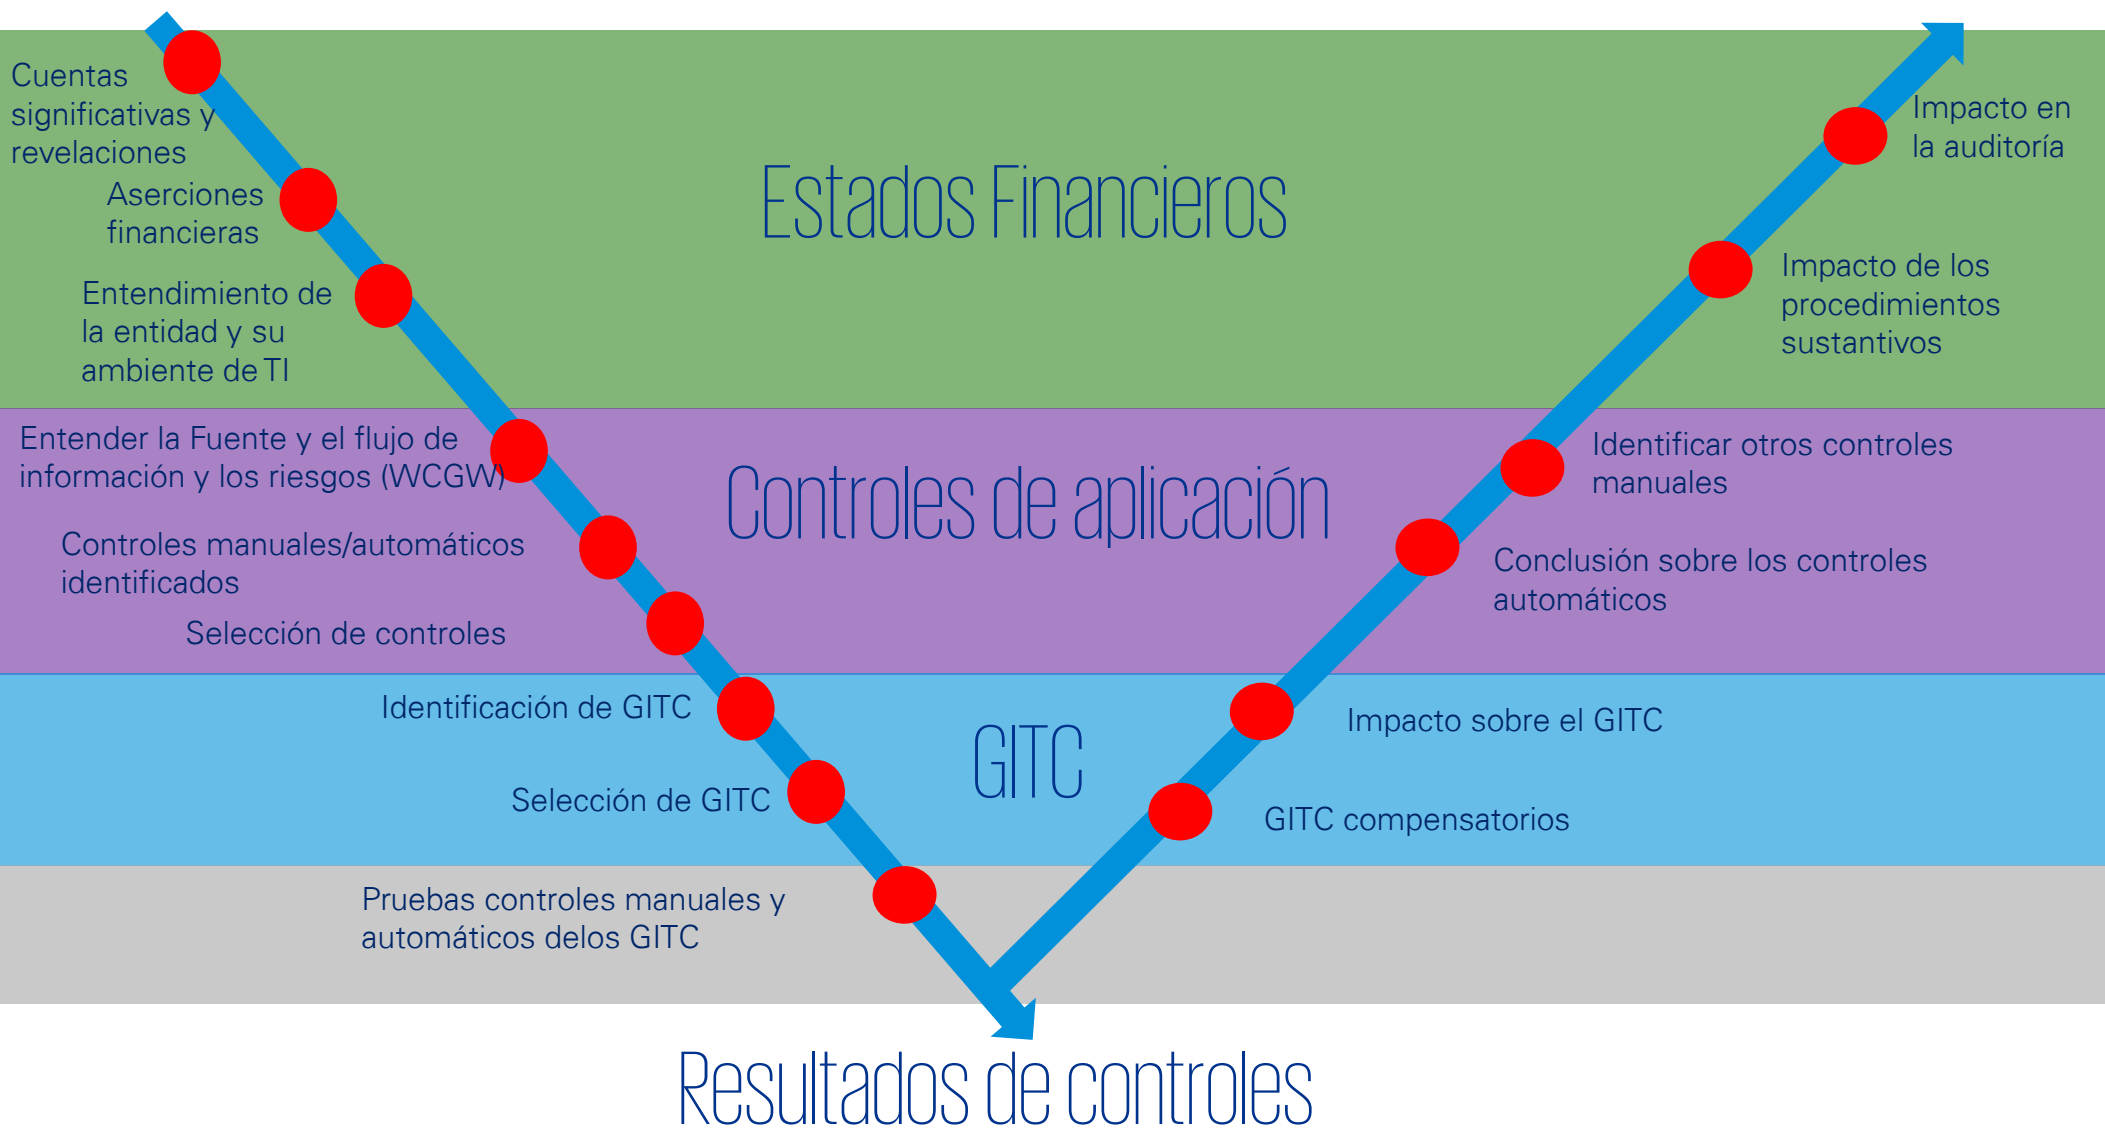 Cuentas
significativas y
revelaciones
Aserciones
financieras
Entendimiento de
la entidad y su
ambiente de TI
Estados Financieros
Impacto en
la auditoría
Impacto de los
procedimientos
sustantivos
Entender la Fuente y el flujo de
información y los riesgos (WCGW)
Controles manuales/automáticos
identificados
Selección de controles
Controles de aplicación
Identificar otros controles
manuales
Conclusión sobre los controles
automáticos
Identificación de GITC
Selección de GITC
GITC
Impacto sobre el GITC
GITC compensatorios
Pruebas controles manuales y
automáticos delos GITC
Resultados de controles